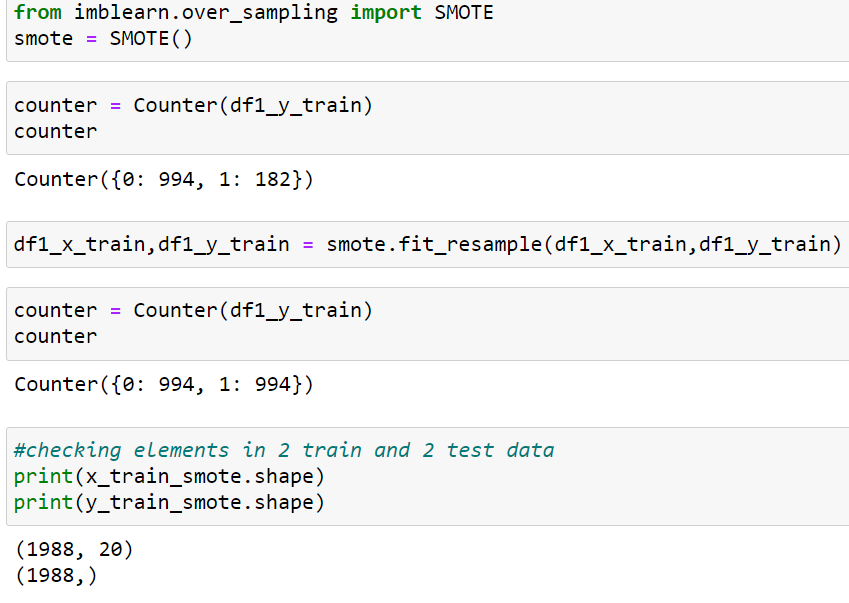 from imblearn.over_sampling import SMOTE
smote = SMOTE()
counter = Counter(df1_y_train)
counter
Counter({0: 994, 1: 182})
df1_x_train,df1_y_train = smote.fit_resample(df1_x_train,df1_y_train)
counter = Counter(df1_y_train)
counter
Counter({0: 994, 1: 994})
#checking elements in 2 train and 2 test data
print(x_train_smote.shape)
print(y_train_smote.shape)
(1988, 20)
(1988,)